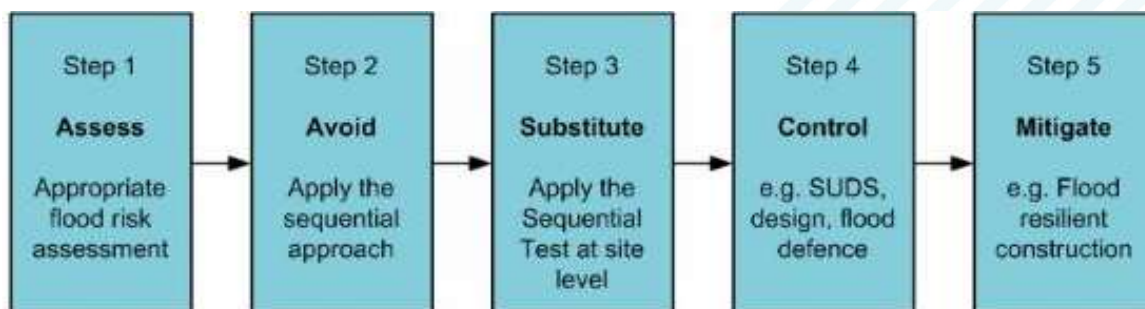 Step 1
Assess
Appropriate
flood risk
assessment
Step 2
Avoid
Apply the
sequential
approach
Step 3
Substitute
Apply the
Sequential
Test at site
level
Step 4
Control
e.g. SUDS,
design, flood
defence
Step 5
Mitigate
e.g. Flood
resilient
construction